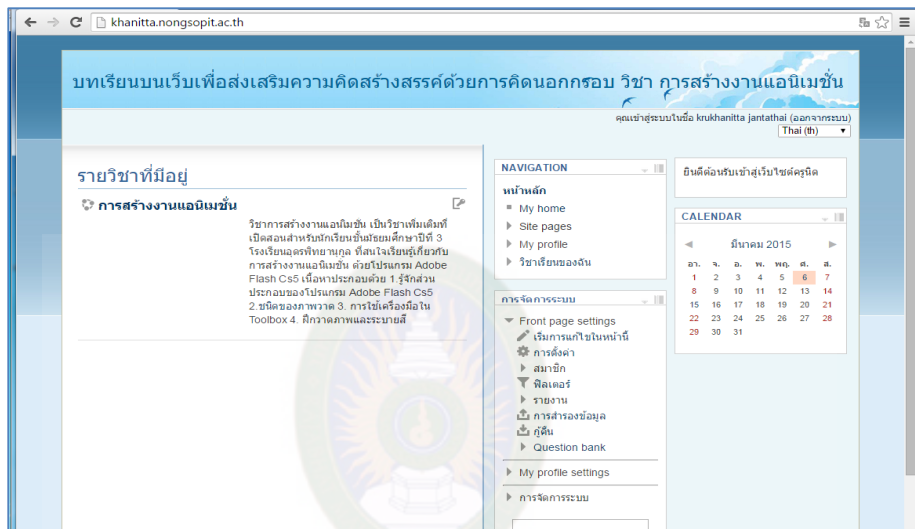 khanitta.nongsopit.ac.th
บทเรียนบนเว็บเพื่อส่งเสริมความคิดสร้างสรรค์ด้วยการคิดนอกกรอบ วิชา การสร้างงานแอนิเมชั่น
คุณเข้าสู่ระบบในชื่อ krukhanitta jantathai (ออกจากระบบ)
Thai (th)
รายวิชาที่มีอยู่
การสร้างงานแอนิเมชั่น
วิชาการสร้างงานแอนิเมชัน เป็นวิชาเพิ่มเติมที่
เปิดสอนสำหรับนักเรียนชั้นมัธยมศึกษาปีที่ 3
โรงเรียนอุดรพิทยานุกูล ที่สนใจเรียนรู้เกี่ยวกับ
การสร้างงานแอนิเมชัน ด้วยโปรแกรม Adobe
Flash Cs5 เนื้อหาประกอบด้วย 1.รู้จักส่วน
ประกอบของโปรแกรม Adobe Flash Cs5
2.ชนิดของภาพวาด 3. การใช้เครื่องมือใน
Toolbox 4. ฝึกวาดภาพและระบายสี
NAVIGATION
หน้าหลัก
My home
Site pages
My profile
วิชาเรียนของฉัน
การจัดการระบบ
Front page settings
เริ่มการแก้ไขในหน้านี้
การตั้งค่า
สมาชิก
ฟิลเตอร์
รายงาน
การสำรองข้อมูล
กู้คืน
Question bank
My profile settings
การจัดการระบบ
ยินดีต้อนรับเข้าสู่เว็บไซต์ครูนิด
CALENDAR
มีนาคม 2015
อา. จ. อ. พ. พฤ. ศ. ส.
1 2 3 4 5 6 7
8 9 10 11 12 13 14
15 16 17 18 19 20 21
22 23 24 25 26 27 28
29 30 31